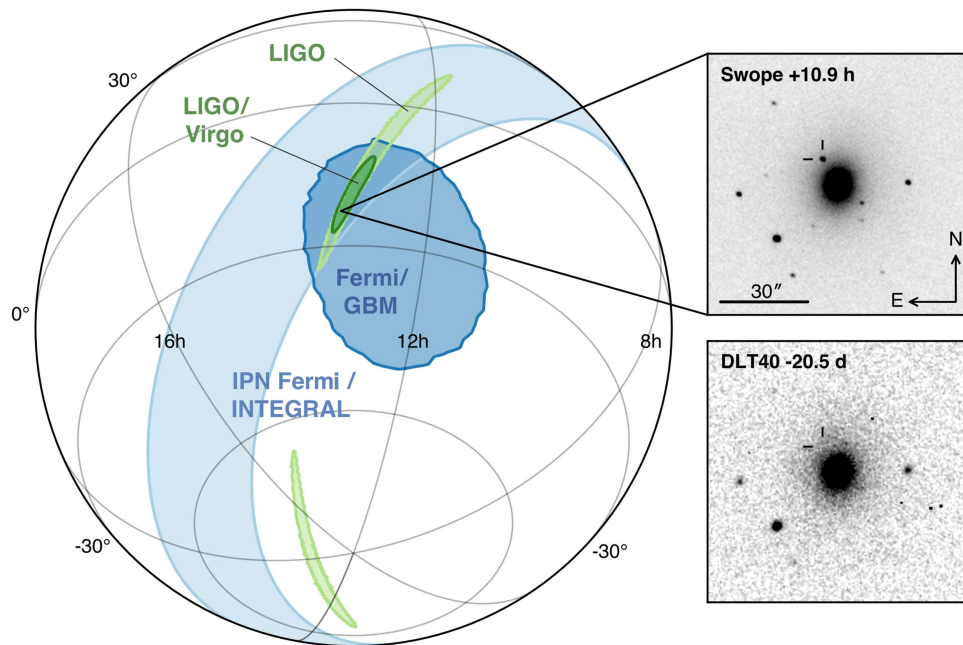 LIGO
30°
LIGO/
Virgo
Fermi/
GBM
0°
16h
12h
8h
IPN Fermi /
INTEGRAL
-30°
-30°
Swope +10.9 h
N
30″
E
DLT40 -20.5 d